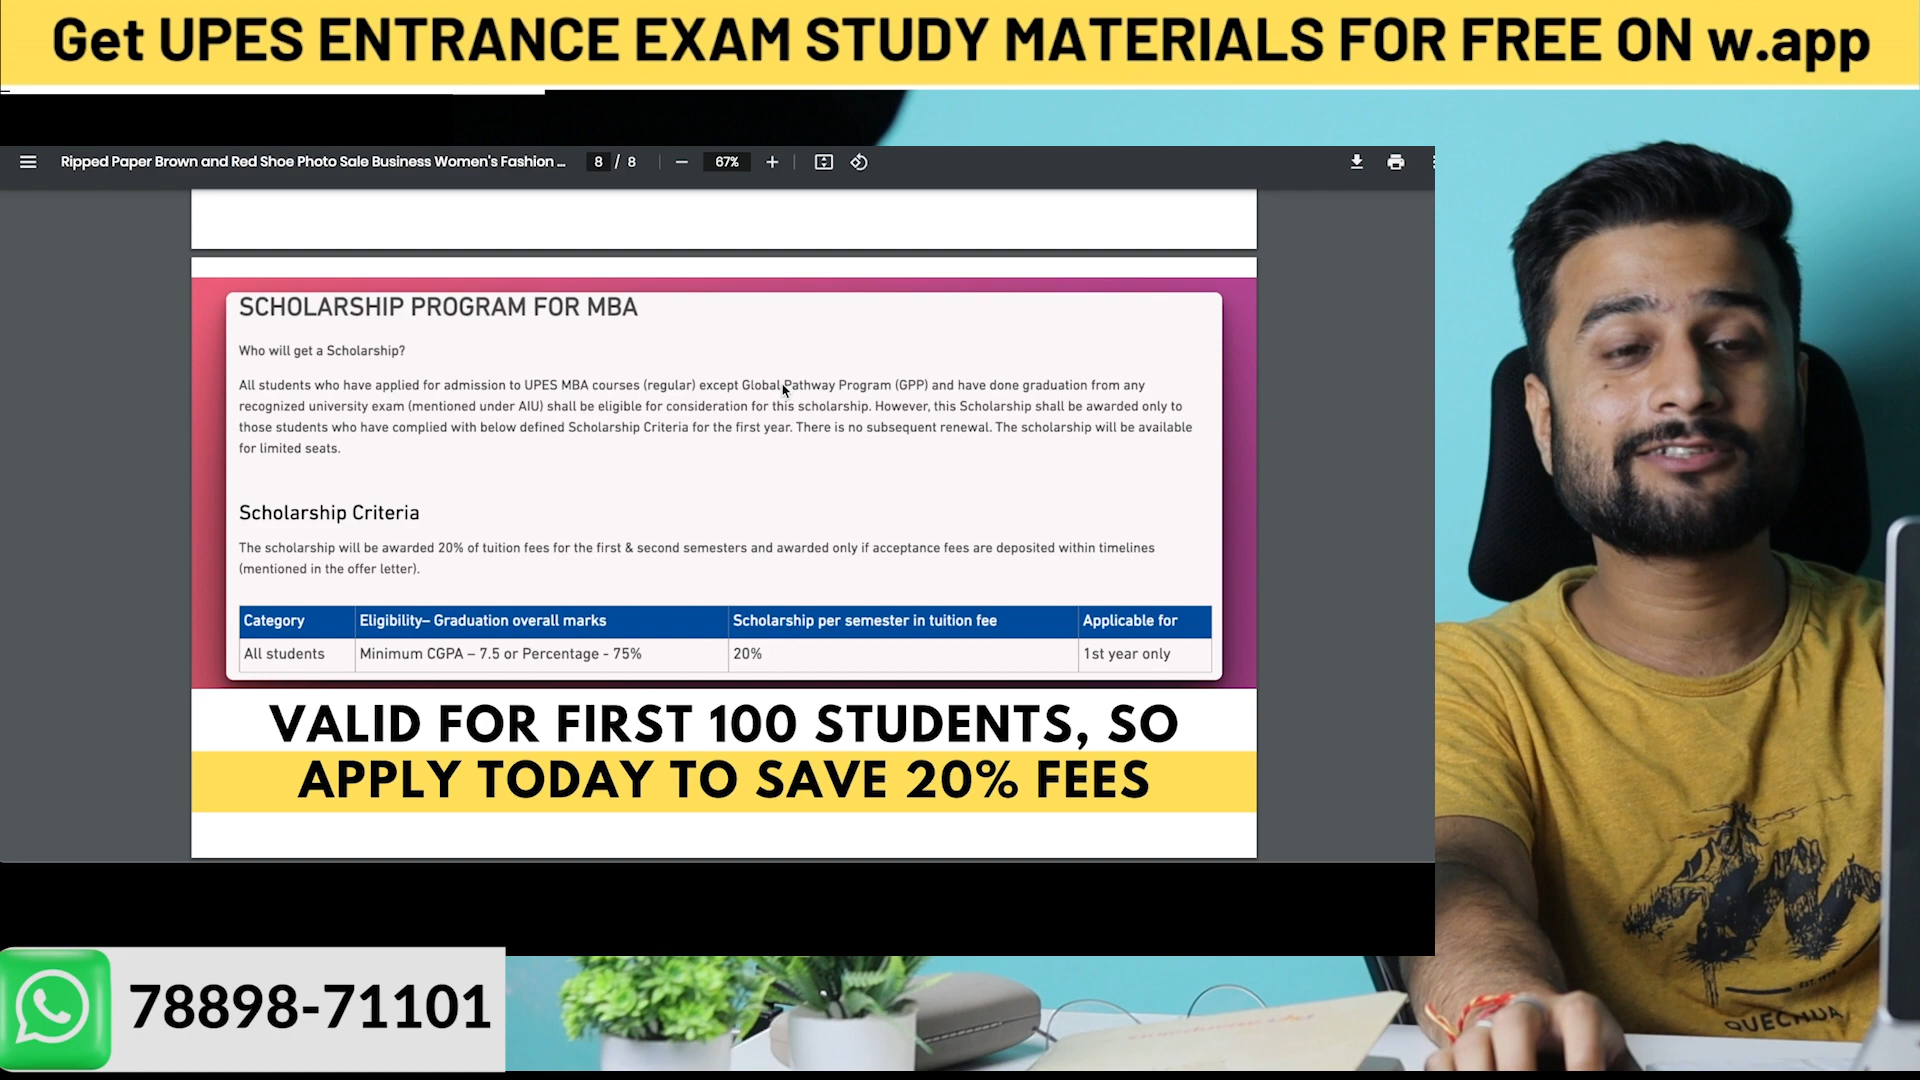 Get UPES ENTRANCE EXAM STUDY MATERIALS FOR FREE ON w.app
Ripped Paper Brown and Red Shoe Photo Sale Business Women's Fashion ...
8 / 8
67%
SCHOLARSHIP PROGRAM FOR MBA
Who will get a Scholarship?
All students who have applied for admission to UPES MBA courses (regular) except Global Pathway Program (GPP) and have done graduation from any
recognized university exam (mentioned under AIU) shall be eligible for consideration for this scholarship. However, this Scholarship shall be awarded only to
those students who have complied with below defined Scholarship Criteria for the first year. There is no subsequent renewal. The scholarship will be available
for limited seats.
Scholarship Criteria
The scholarship will be awarded 20% of tuition fees for the first & second semesters and awarded only if acceptance fees are deposited within timelines
(mentioned in the offer letter).
Category Eligibility– Graduation overall marks Scholarship per semester in tuition fee Applicable for
All students Minimum CGPA – 7.5 or Percentage - 75% 20% 1st year only
VALID FOR FIRST 100 STUDENTS, SO
APPLY TODAY TO SAVE 20% FEES
78898-71101
QUECHUA